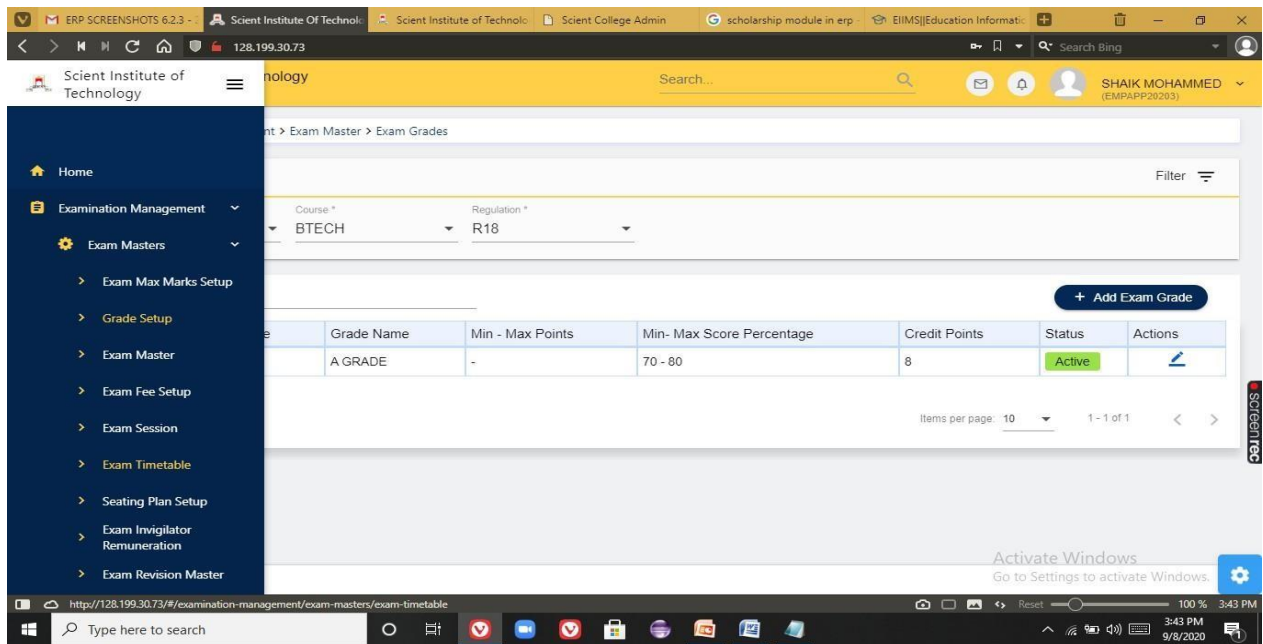 ERP SCREENSHOTS 6.2.3 -
Scient Institute Of Technolo
Scient Institute of Technolo
Scient College Admin
scholarship module in erp -
EIIMS||Education Informatic
128.199.30.73
Search Bing
Scient Institute of
Technology
nology
Search...
SHAIK MOHAMMED
(EMPAPP20203)
nt > Exam Master > Exam Grades
Home
Filter
Examination Management
Course *
Regulation *
BTECH
R18
Exam Masters
Exam Max Marks Setup
+ Add Exam Grade
Grade Setup
e Grade Name Min - Max Points Min- Max Score Percentage Credit Points Status Actions
Exam Master
A GRADE - 70 - 80 8 Active
Exam Fee Setup
Items per page: 10 1 - 1 of 1
Exam Session
screenrec
Exam Timetable
Seating Plan Setup
Exam Invigilator
Remuneration
Exam Revision Master
Activate Windows
Go to Settings to activate Windows.
http://128.199.30.73/#/examination-management/exam-masters/exam-timetable
Reset
100 %
3:43 PM
Type here to search
3:43 PM
9/8/2020